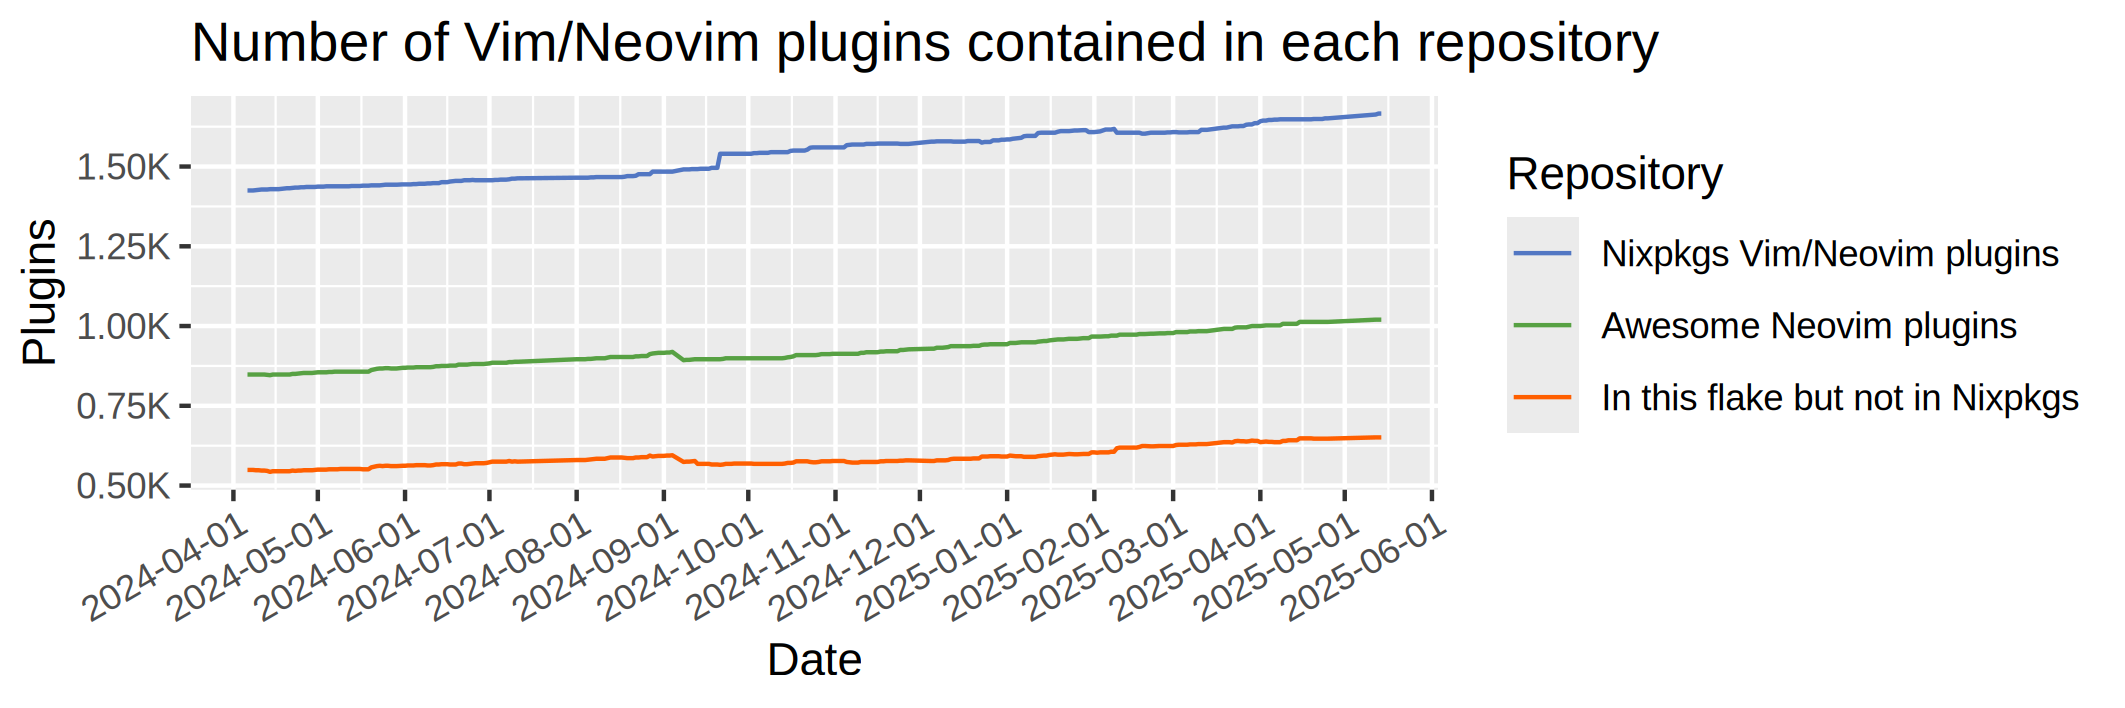 Number of Vim/Neovim plugins contained in each repository
Plugins
1.50K
1.25K
1.00K
0.75K
0.50K
2024-04-01
2024-05-01
2024-06-01
2024-07-01
2024-08-01
2024-09-01
2024-10-01
2024-11-01
2024-12-01
2025-01-01
2025-02-01
2025-03-01
2025-04-01
2025-05-01
2025-06-01
Date
Repository
Nixpkgs Vim/Neovim plugins
Awesome Neovim plugins
In this flake but not in Nixpkgs